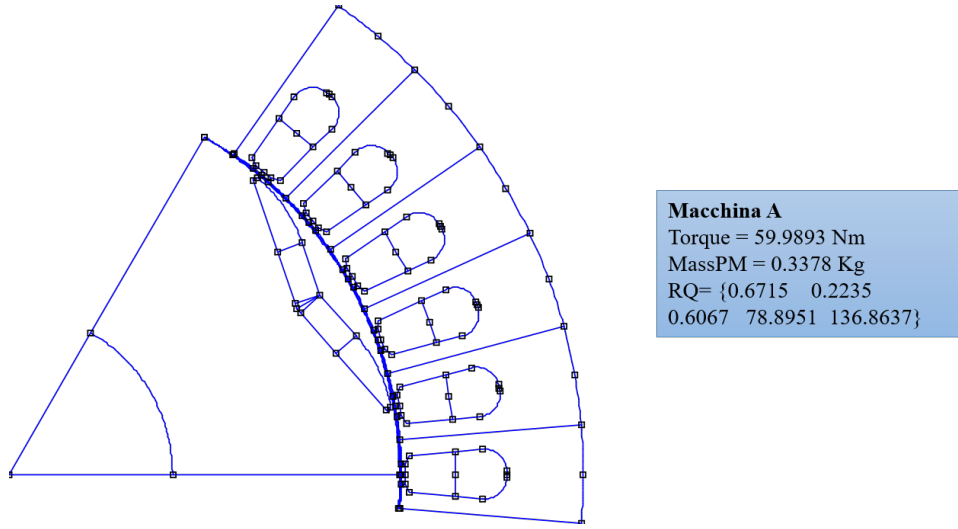 Macchina A
Torque = 59.9893 Nm
MassPM = 0.3378 Kg
RQ= {0.6715 0.2235
0.6067 78.8951 136.8637}